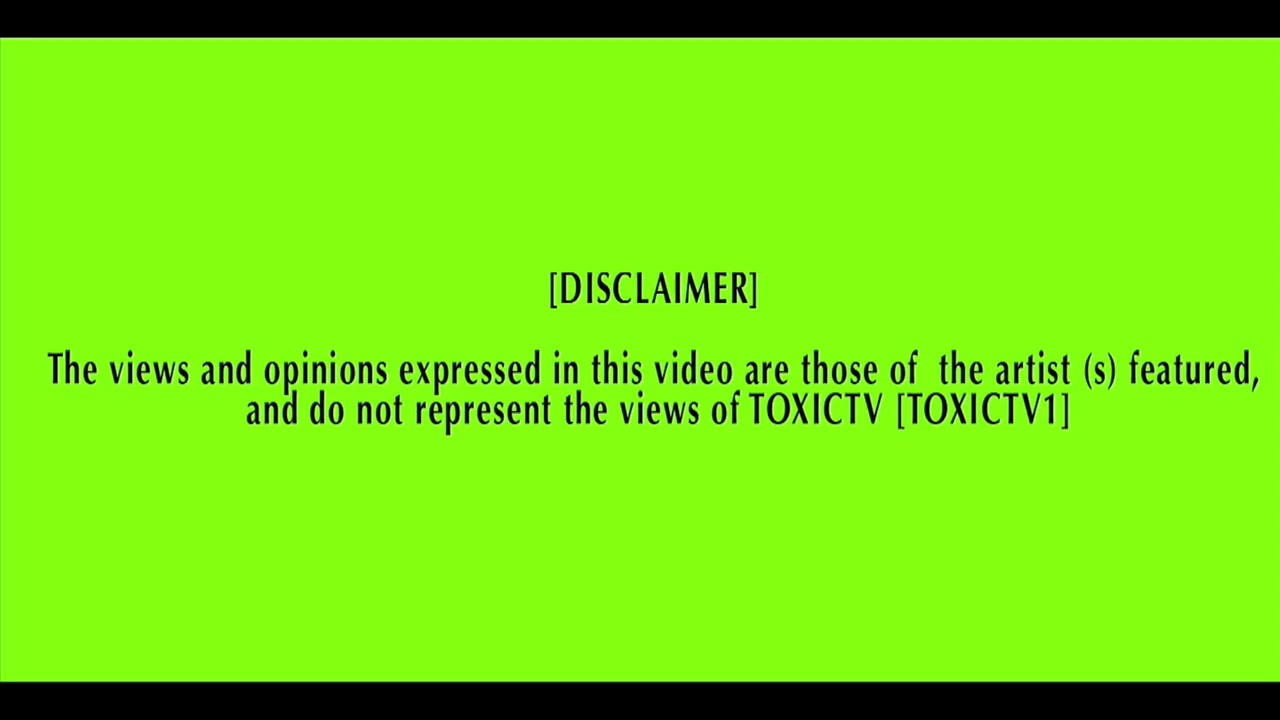 [DISCLAIMER]
The views and opinions expressed in this video are those of  the artist (s) featured,
and do not represent the views of TOXICTV [TOXICTV1]